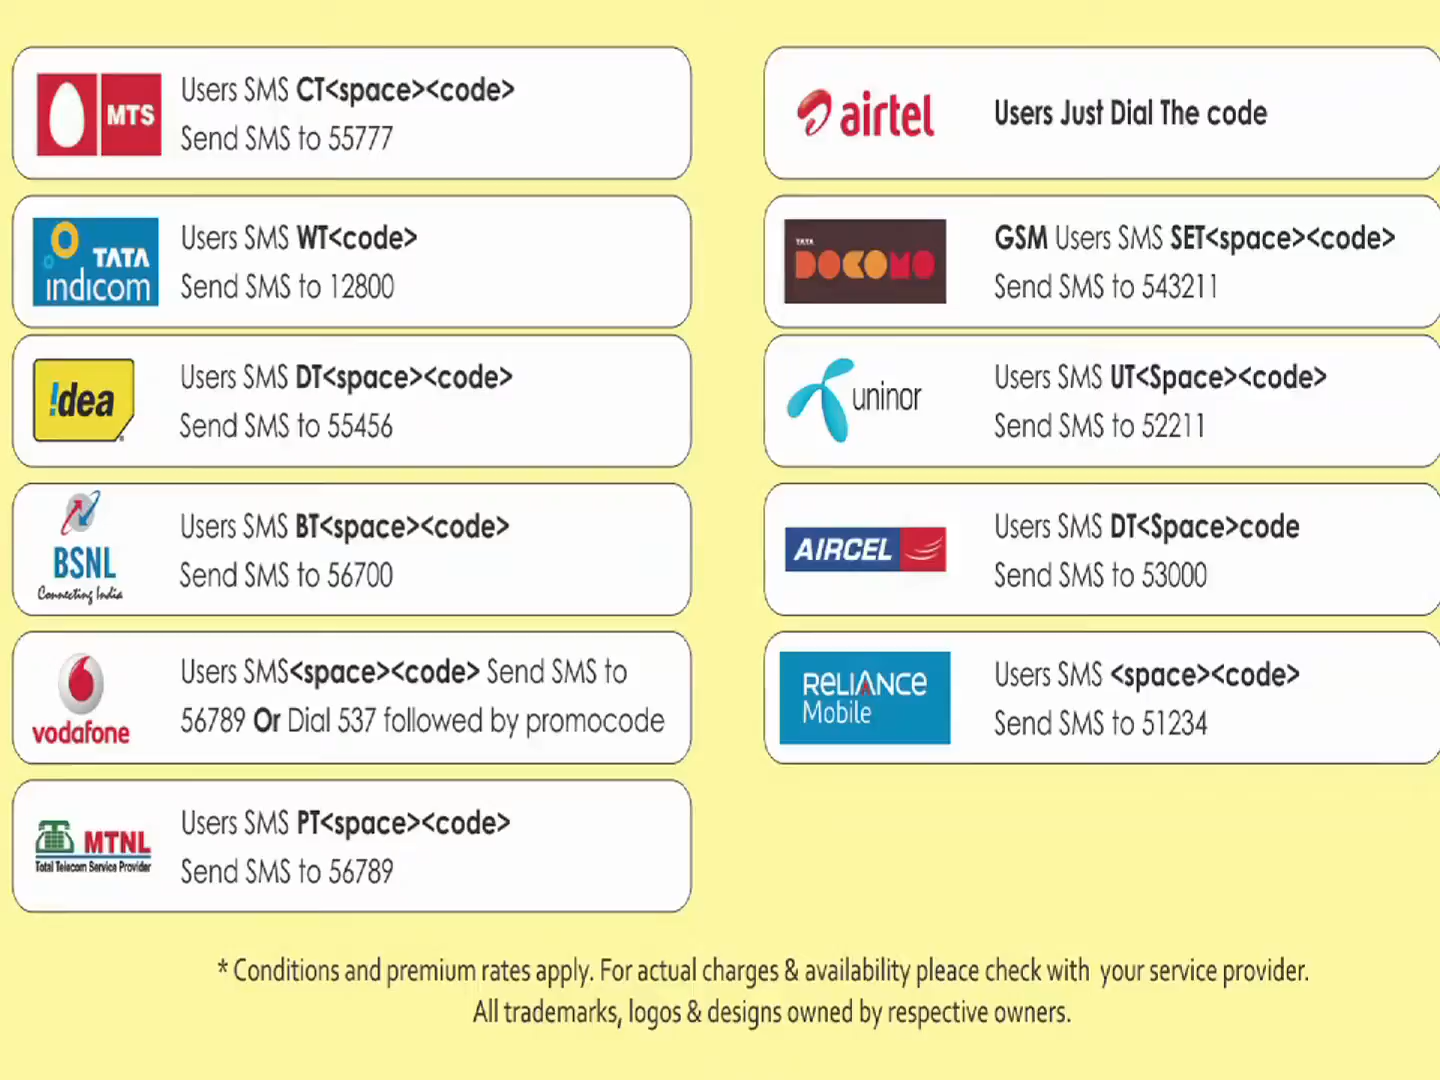 MTS
Users SMS CT<space><code>
Send SMS to 55777
airtel
Users Just Dial The code
TATA
indicom
Users SMS WT<code>
Send SMS to 12800
TATA
DOCOMO
GSM Users SMS SET<space><code>
Send SMS to 543211
!dea
Users SMS DT<space><code>
Send SMS to 55456
uninor
Users SMS UT<Space><code>
Send SMS to 52211
BSNL
Connecting India
Users SMS BT<space><code>
Send SMS to 56700
AIRCEL
Users SMS DT<Space>code
Send SMS to 53000
vodafone
Users SMS<space><code> Send SMS to
56789 Or Dial 537 followed by promocode
RELIANCe
Mobile
Users SMS <space><code>
Send SMS to 51234
MTNL
Total Telecom Service Provider
Users SMS PT<space><code>
Send SMS to 56789
* Conditions and premium rates apply. For actual charges & availability pleace check with your service provider.
All trademarks, logos & designs owned by respective owners.